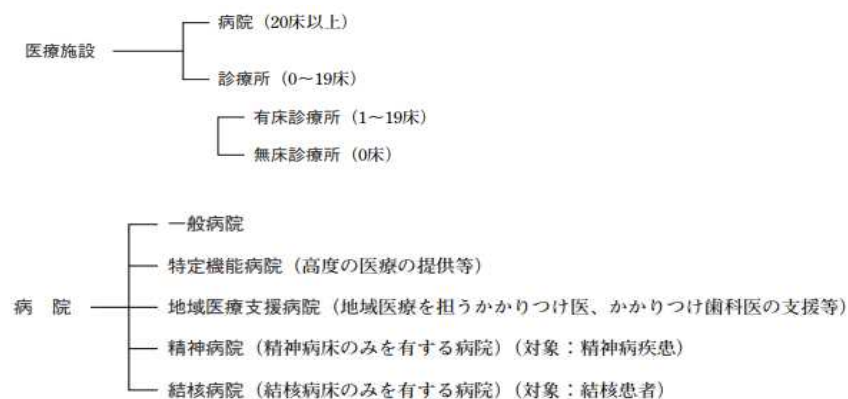 病院（20床以上）
医療施設
診療所（0～19床）
有床診療所（1～19床）
無床診療所（0床）
一般病院
特定機能病院（高度の医療の提供等）
病　院
地域医療支援病院（地域医療を担うかかりつけ医、かかりつけ歯科医の支援等）
精神病院（精神病床のみを有する病院）（対象：精神病疾患）
結核病院（結核病床のみを有する病院）（対象：結核患者）